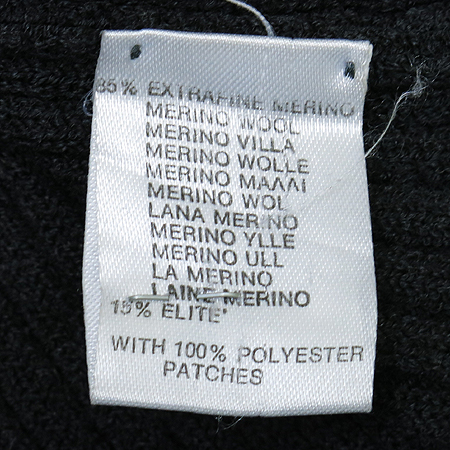 85% EXTRAFINE MERINO
MERINO WOOL
MERINO VILLA
MERINO WOLLE
MERINO ΜΑΛΛΙ
MERINO WOL
LANA MERINO
MERINO YLLE
MERINO ULL
LA MERINO
LAINE MERINO
15% ELITE*
WITH 100% POLYESTER
PATCHES